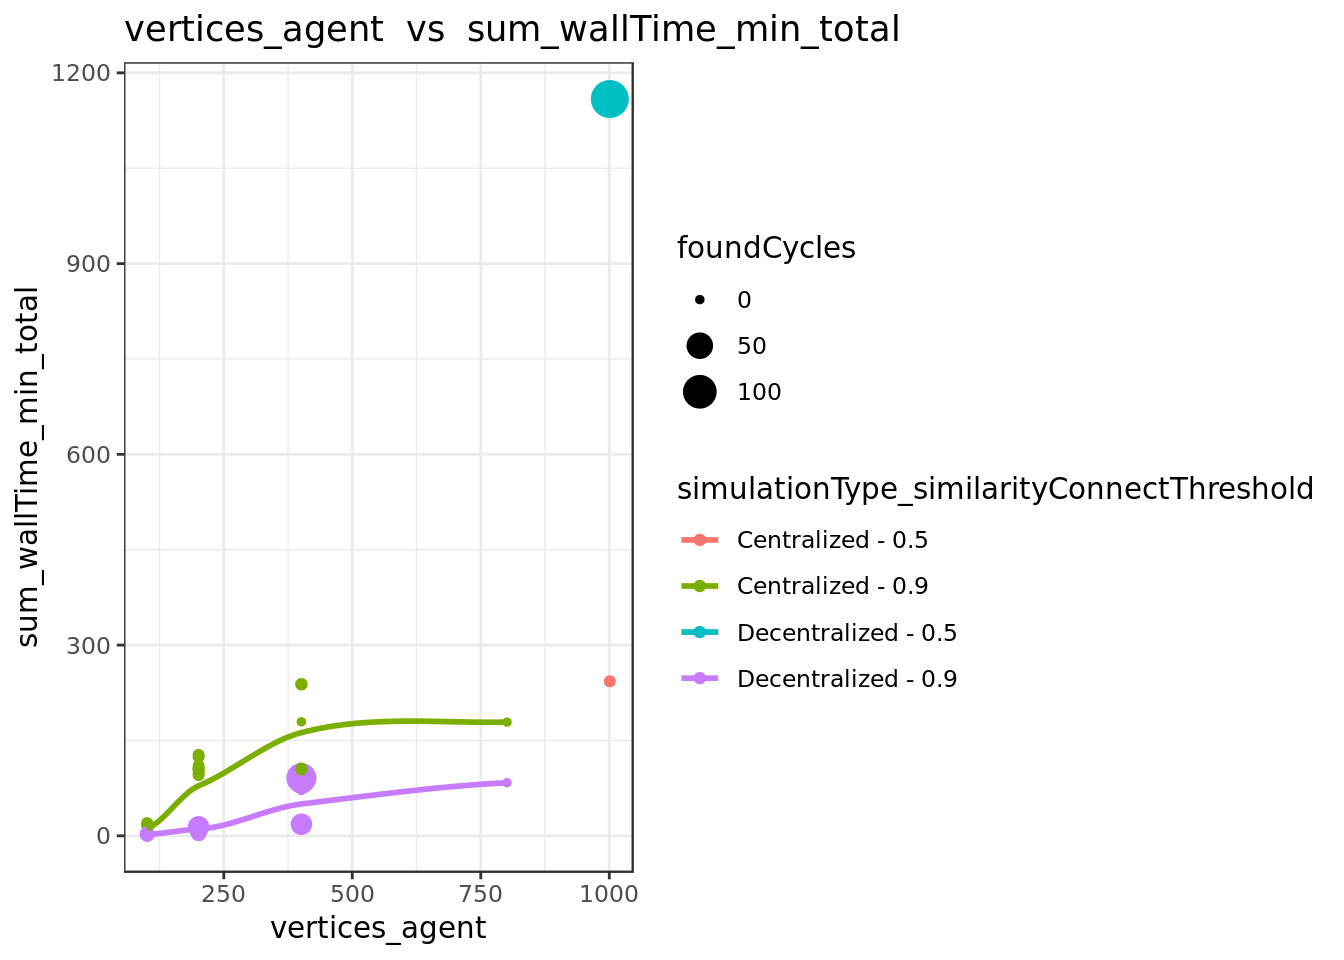 vertices_agent vs sum_wallTime_min_total
1200
900
600
300
0
sum_wallTime_min_total
250 500 750 1000
vertices_agent
foundCycles
0
50
100
simulationType_similarityConnectThreshold
Centralized - 0.5
Centralized - 0.9
Decentralized - 0.5
Decentralized - 0.9